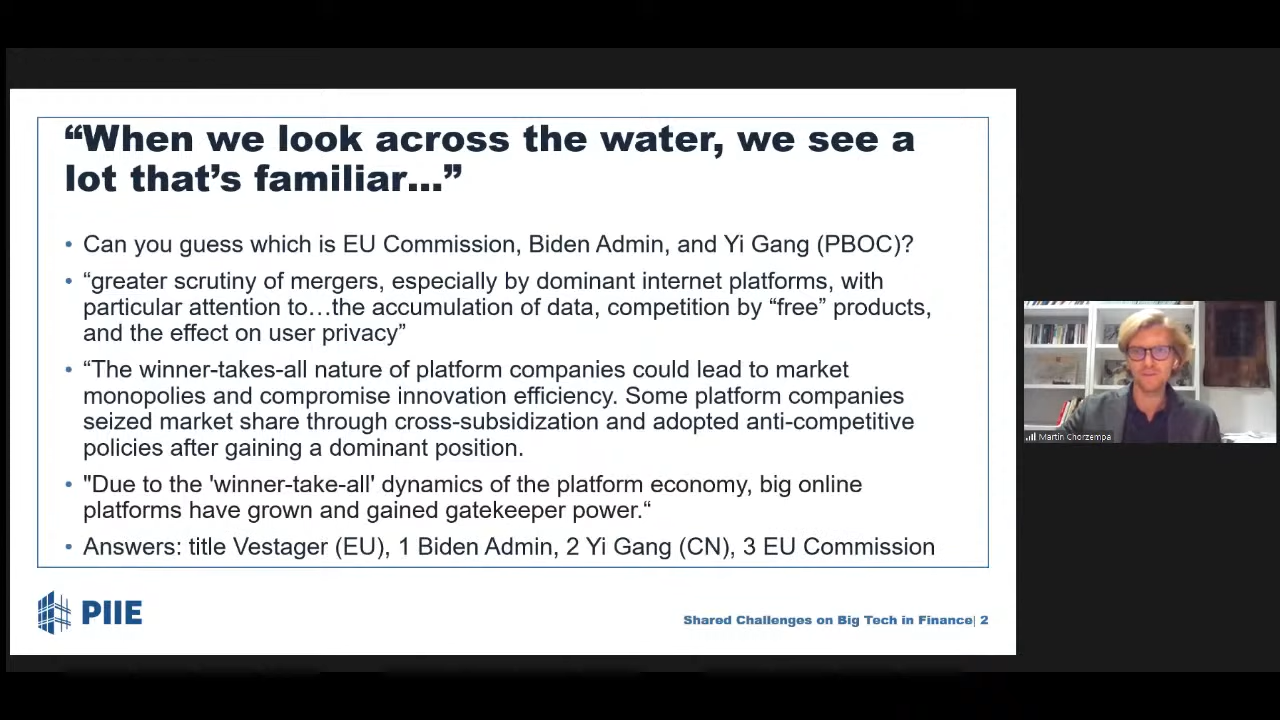 “When we look across the water, we see a
lot that’s familiar…”
• Can you guess which is EU Commission, Biden Admin, and Yi Gang (PBOC)?
• “greater scrutiny of mergers, especially by dominant internet platforms, with
particular attention to…the accumulation of data, competition by “free” products,
and the effect on user privacy”
• “The winner-takes-all nature of platform companies could lead to market
monopolies and compromise innovation efficiency. Some platform companies
seized market share through cross-subsidization and adopted anti-competitive
policies after gaining a dominant position.
• "Due to the 'winner-take-all' dynamics of the platform economy, big online
platforms have grown and gained gatekeeper power.“
• Answers: title Vestager (EU), 1 Biden Admin, 2 Yi Gang (CN), 3 EU Commission
PIIE
Shared Challenges on Big Tech in Finance| 2
Martin Chorzempa